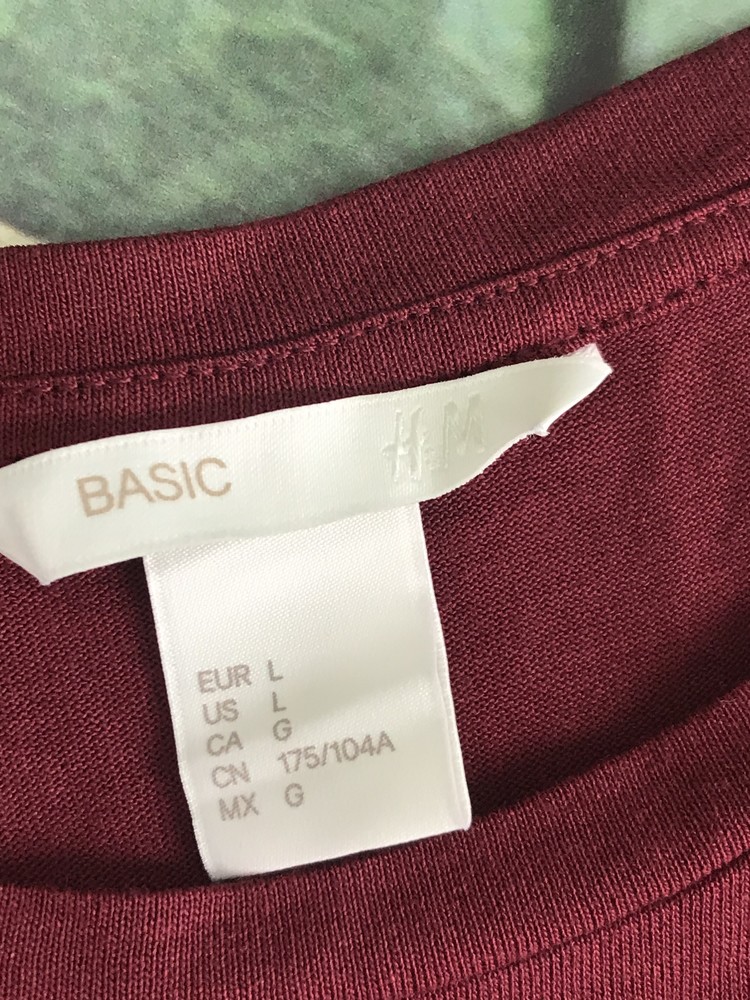 BASIC H&M
EUR L
US L
CA G
CN 175/104A
MX G